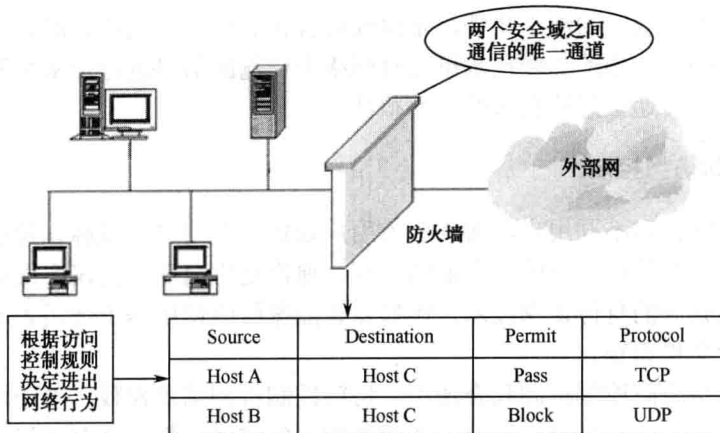 两个安全域之间
通信的唯一通道
外部网
防火墙
根据访问
控制规则
决定进出
网络行为
Source Destination Permit Protocol
Host A Host C Pass TCP
Host B Host C Block UDP